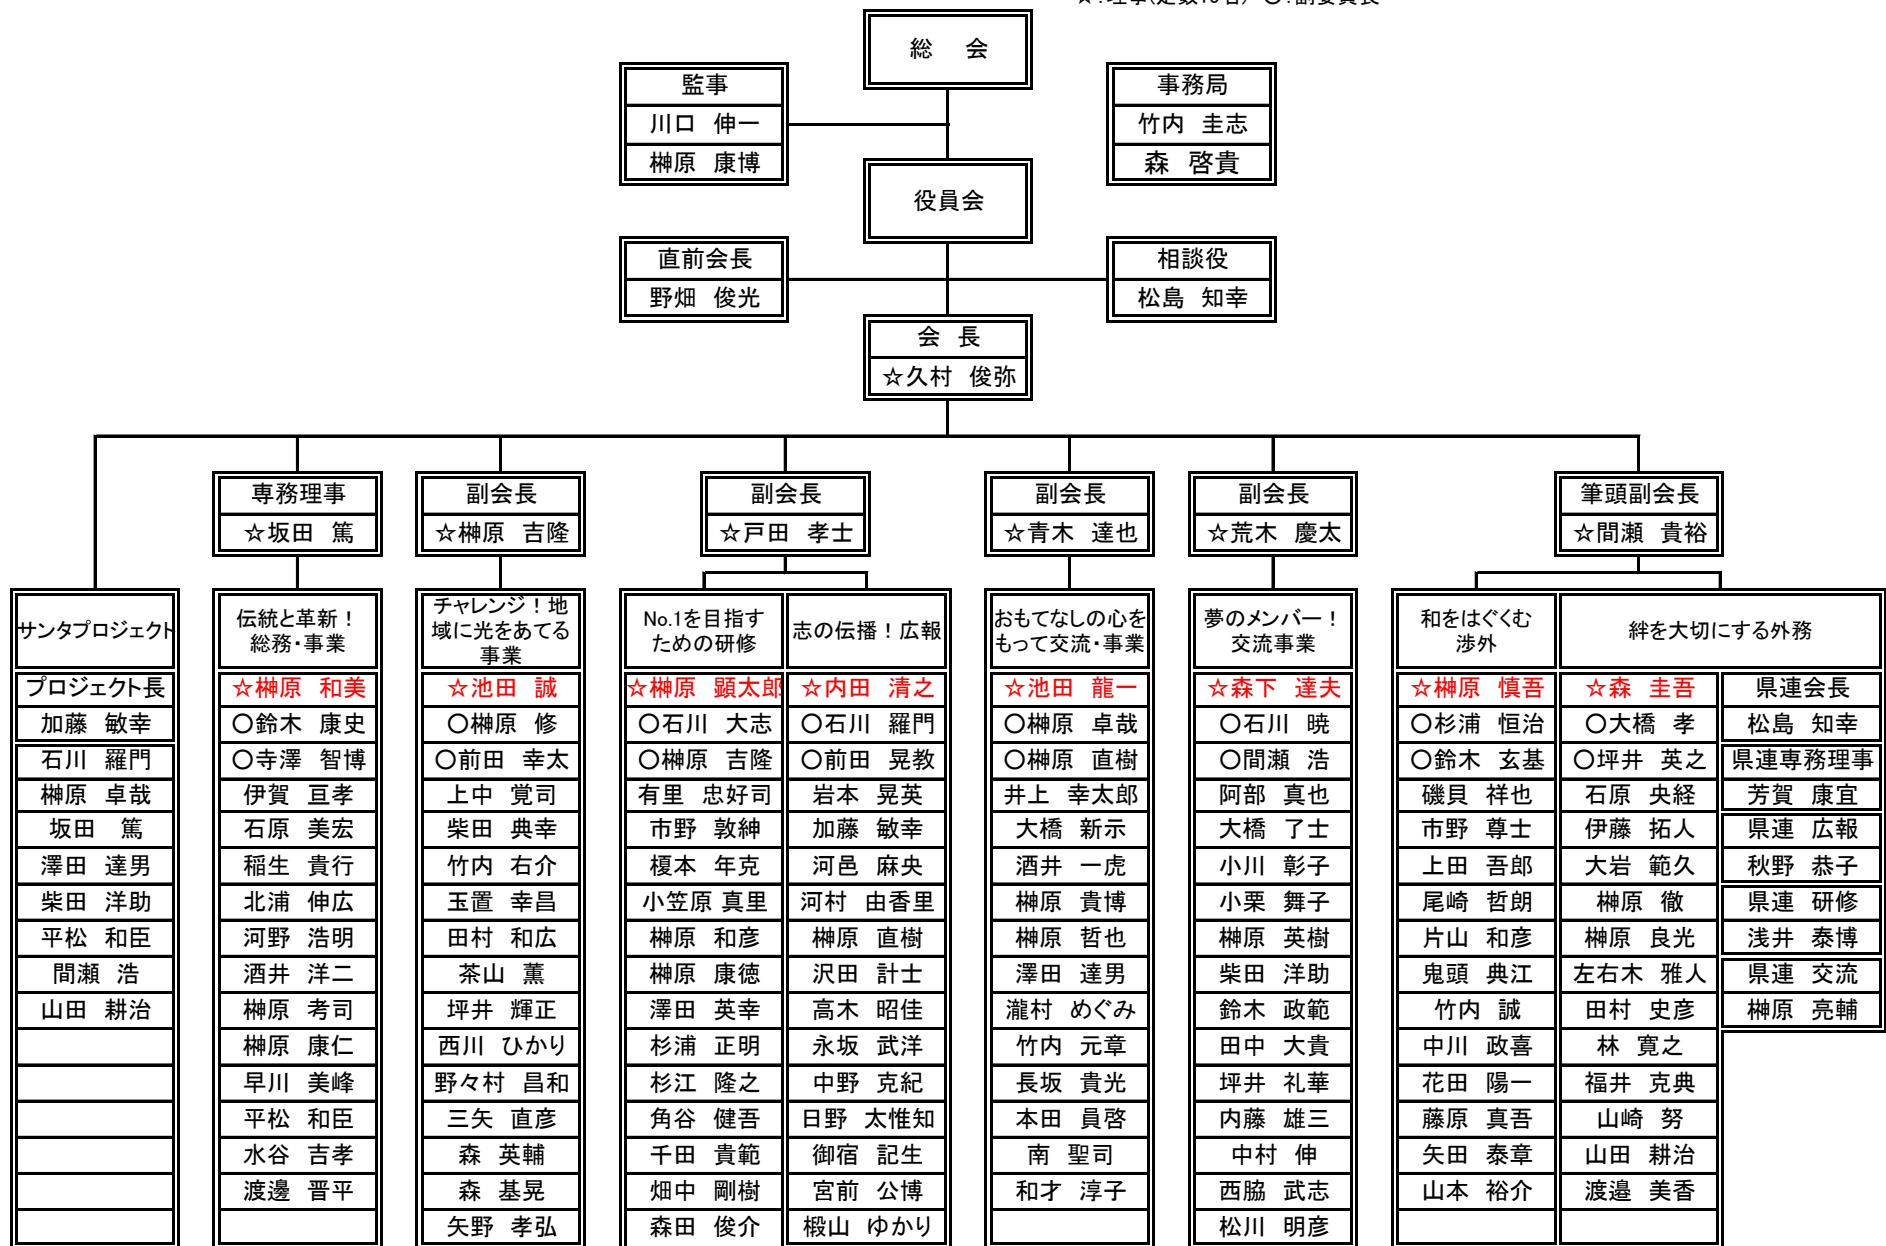 ☆:理事(定数16名) 〇:副委員長
総 会
監事
川口 伸一
榊原 康博
事務局
竹内 圭志
森 啓貴
役員会
直前会長
野畑 俊光
相談役
松島 知幸
会 長
☆久村 俊弥
専務理事
☆坂田 篤
副会長
☆榊原 吉隆
副会長
☆戸田 孝士
副会長
☆青木 達也
副会長
☆荒木 慶太
筆頭副会長
☆間瀬 貴裕
サンタプロジェクト
プロジェクト長
加藤 敏幸
石川 羅門
榊原 卓哉
坂田 篤
澤田 達男
柴田 洋助
平松 和臣
間瀬 浩
山田 耕治
伝統と革新!
総務・事業
☆榊原 和美
〇鈴木 康史
〇寺澤 智博
伊賀 亘孝
石原 美宏
稲生 貴行
北浦 伸広
河野 浩明
酒井 洋二
榊原 考司
榊原 康仁
早川 美峰
平松 和臣
水谷 吉孝
渡邊 晋平
チャレンジ!地
域に光をあてる
事業
☆池田 誠
〇榊原 修
〇前田 幸太
上中 覚司
柴田 典幸
竹内 右介
玉置 幸昌
田村 和広
茶山 薫
坪井 輝正
西川 ひかり
野々村 昌和
三矢 直彦
森 英輔
森 基晃
矢野 孝弘
No.1を目指す
ための研修
☆榊原 顕太郎
〇石川 大志
〇榊原 吉隆
有里 忠好司
市野 敦紳
榎本 年克
小笠原 真里
榊原 和彦
榊原 康徳
澤田 英幸
杉浦 正明
杉江 隆之
角谷 健吾
千田 貴範
畑中 剛樹
森田 俊介
志の伝播!広報
☆内田 清之
〇石川 羅門
〇前田 晃教
岩本 晃英
加藤 敏幸
河邑 麻央
河村 由香里
榊原 直樹
沢田 計士
高木 昭佳
永坂 武洋
中野 克紀
日野 太惟知
御宿 記生
宮前 公博
椴山 ゆかり
おもてなしの心を
もって交流・事業
☆池田 龍一
〇榊原 卓哉
〇榊原 直樹
井上 幸太郎
大橋 新示
酒井 一虎
榊原 貴博
榊原 哲也
澤田 達男
瀧村 めぐみ
竹内 元章
長坂 貴光
本田 員啓
南 聖司
和才 淳子
夢のメンバー!
交流事業
☆森下 達夫
〇石川 暁
〇間瀬 浩
阿部 真也
大橋 了士
小川 彰子
小栗 舞子
榊原 英樹
柴田 洋助
鈴木 政範
田中 大貴
坪井 礼華
内藤 雄三
中村 伸
西脇 武志
松川 明彦
和をはぐくむ
渉外
☆榊原 慎吾
〇杉浦 恒治
〇鈴木 玄基
磯貝 祥也
市野 尊士
上田 吾郎
尾崎 哲朗
片山 和彦
鬼頭 典江
竹内 誠
中川 政喜
花田 陽一
藤原 真吾
矢田 泰章
山本 裕介
絆を大切にする外務
☆森 圭吾
〇大橋 孝
〇坪井 英之
石原 央経
伊藤 拓人
大岩 範久
榊原 徹
榊原 良光
左右木 雅人
田村 史彦
林 寛之
福井 克典
山崎 努
山田 耕治
渡邉 美香
県連会長
松島 知幸
県連専務理事
芳賀 康宜
県連 広報
秋野 恭子
県連 研修
浅井 泰博
県連 交流
榊原 亮輔